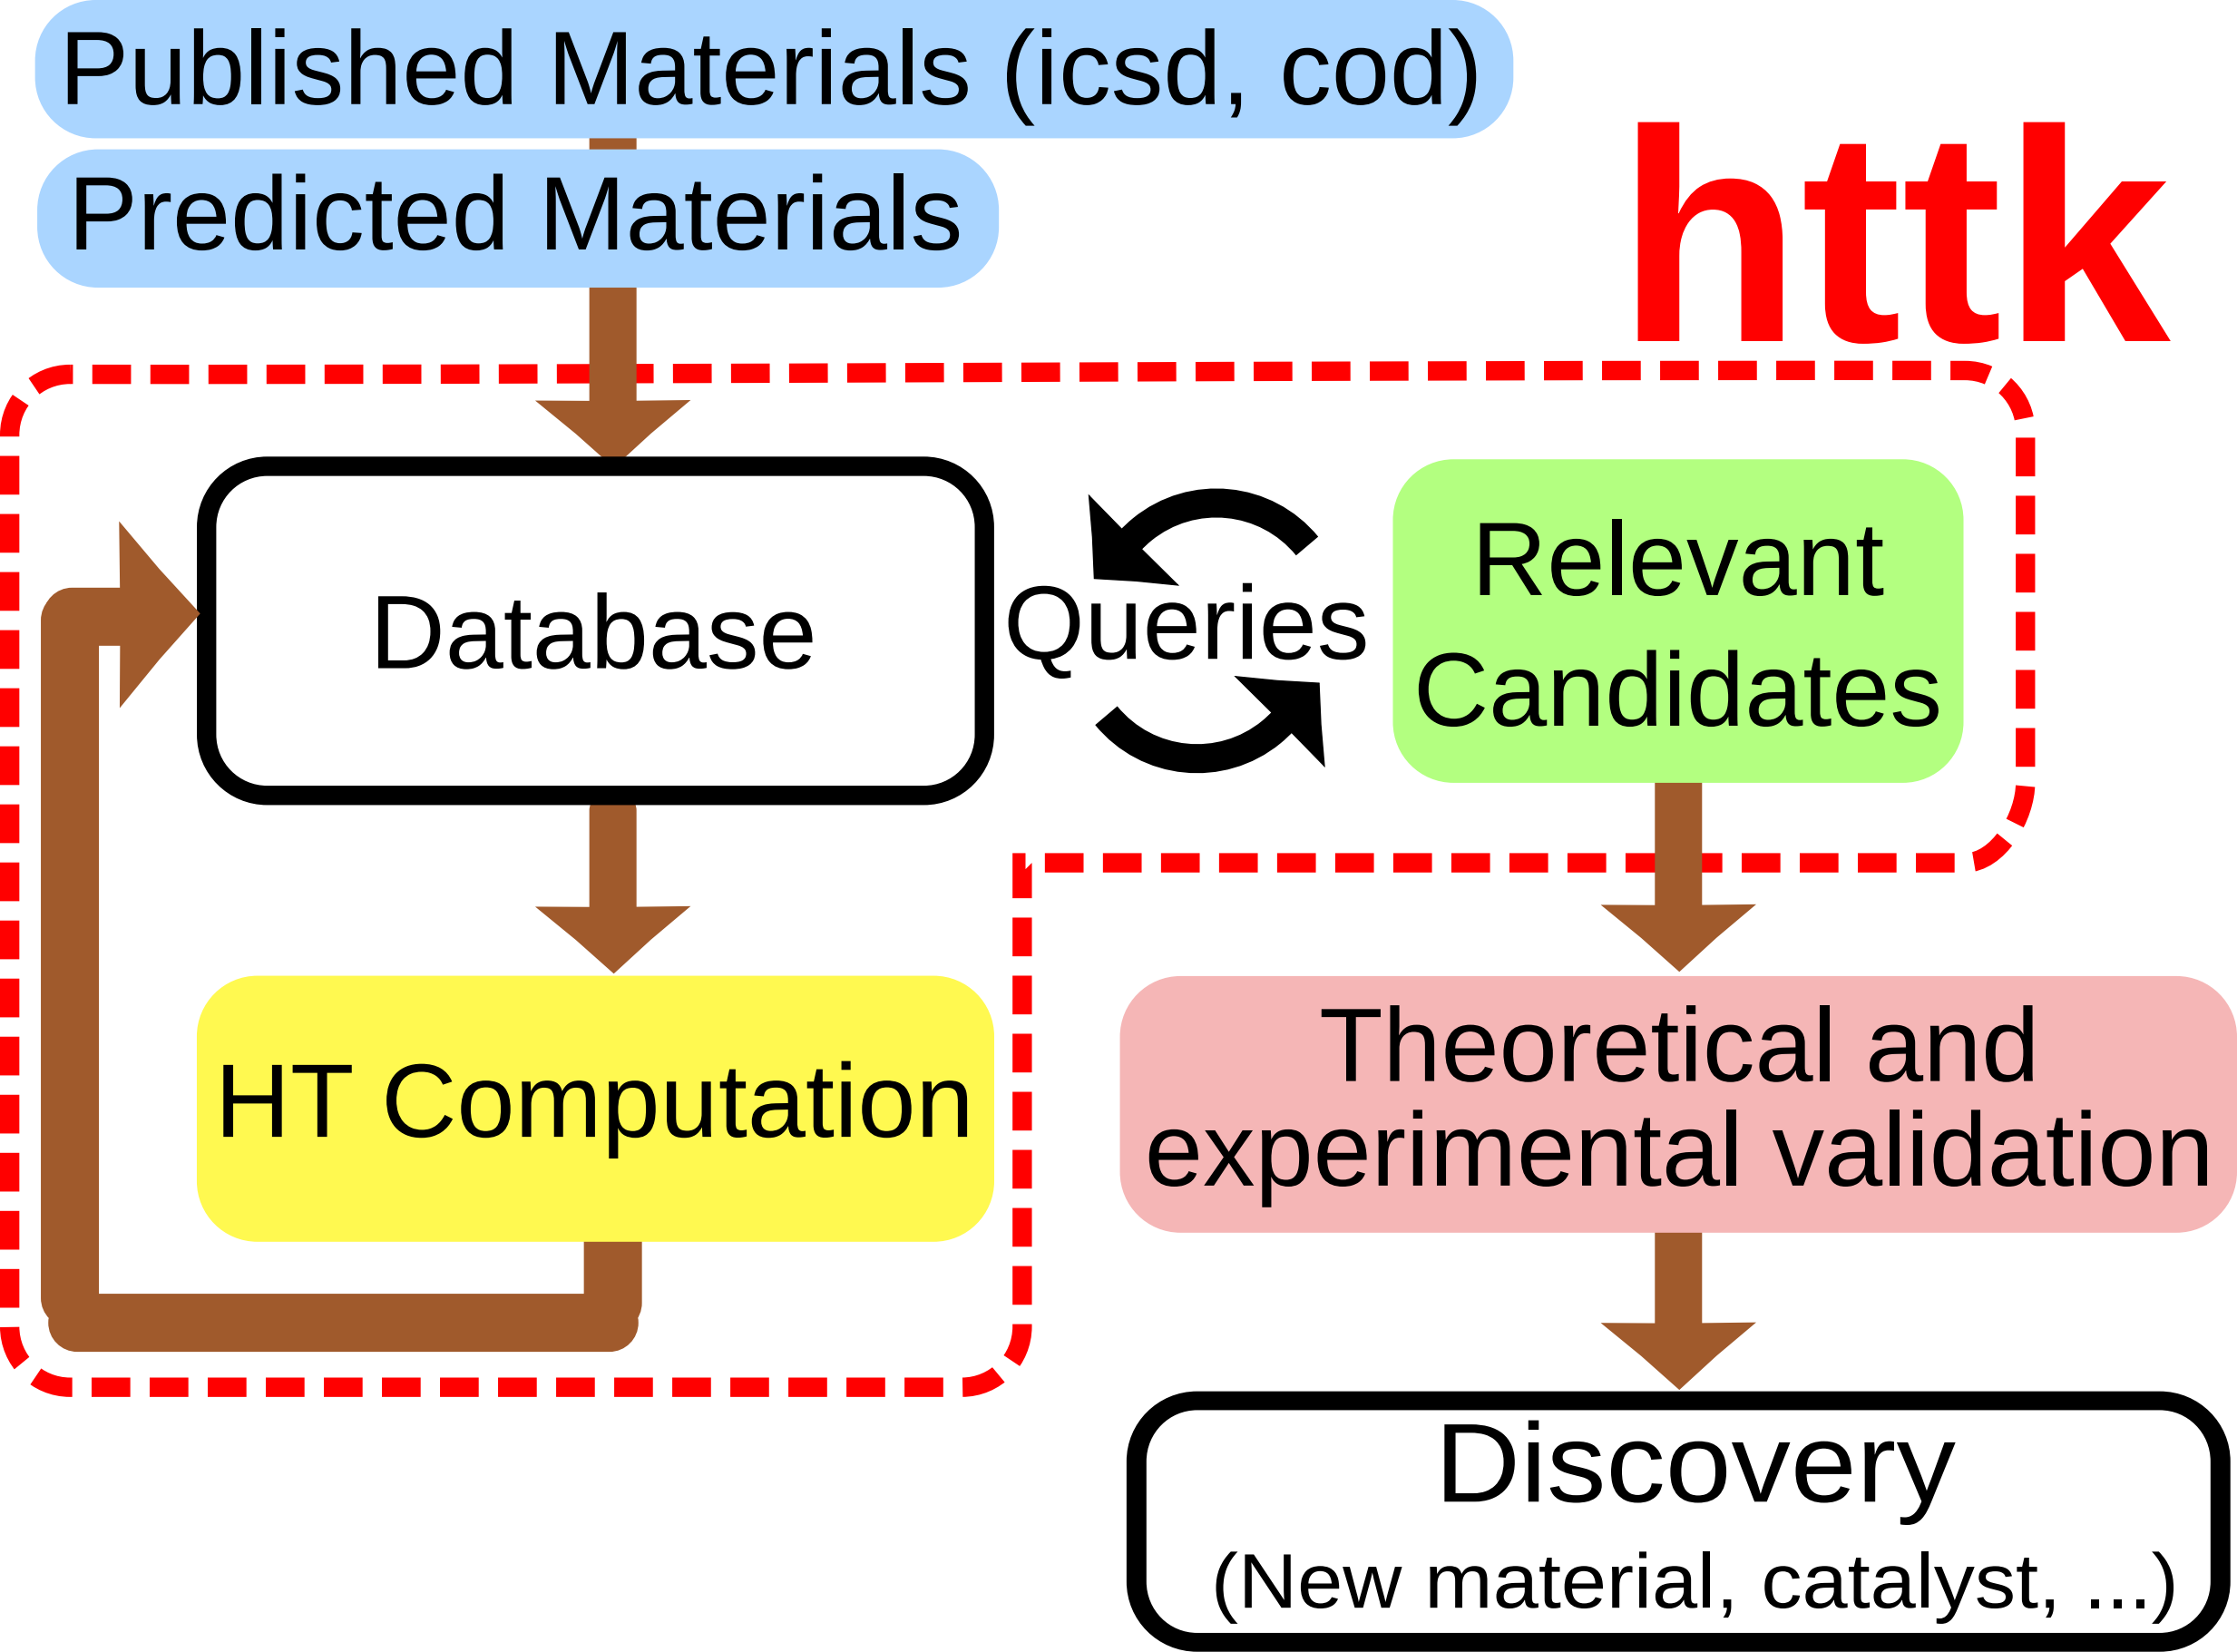 Published Materials (icsd, cod)
Predicted Materials
httk
Database
Queries
Relevant
Candidates
HT Computation
Theoretical and
experimental validation
Discovery
(New material, catalyst, ...)